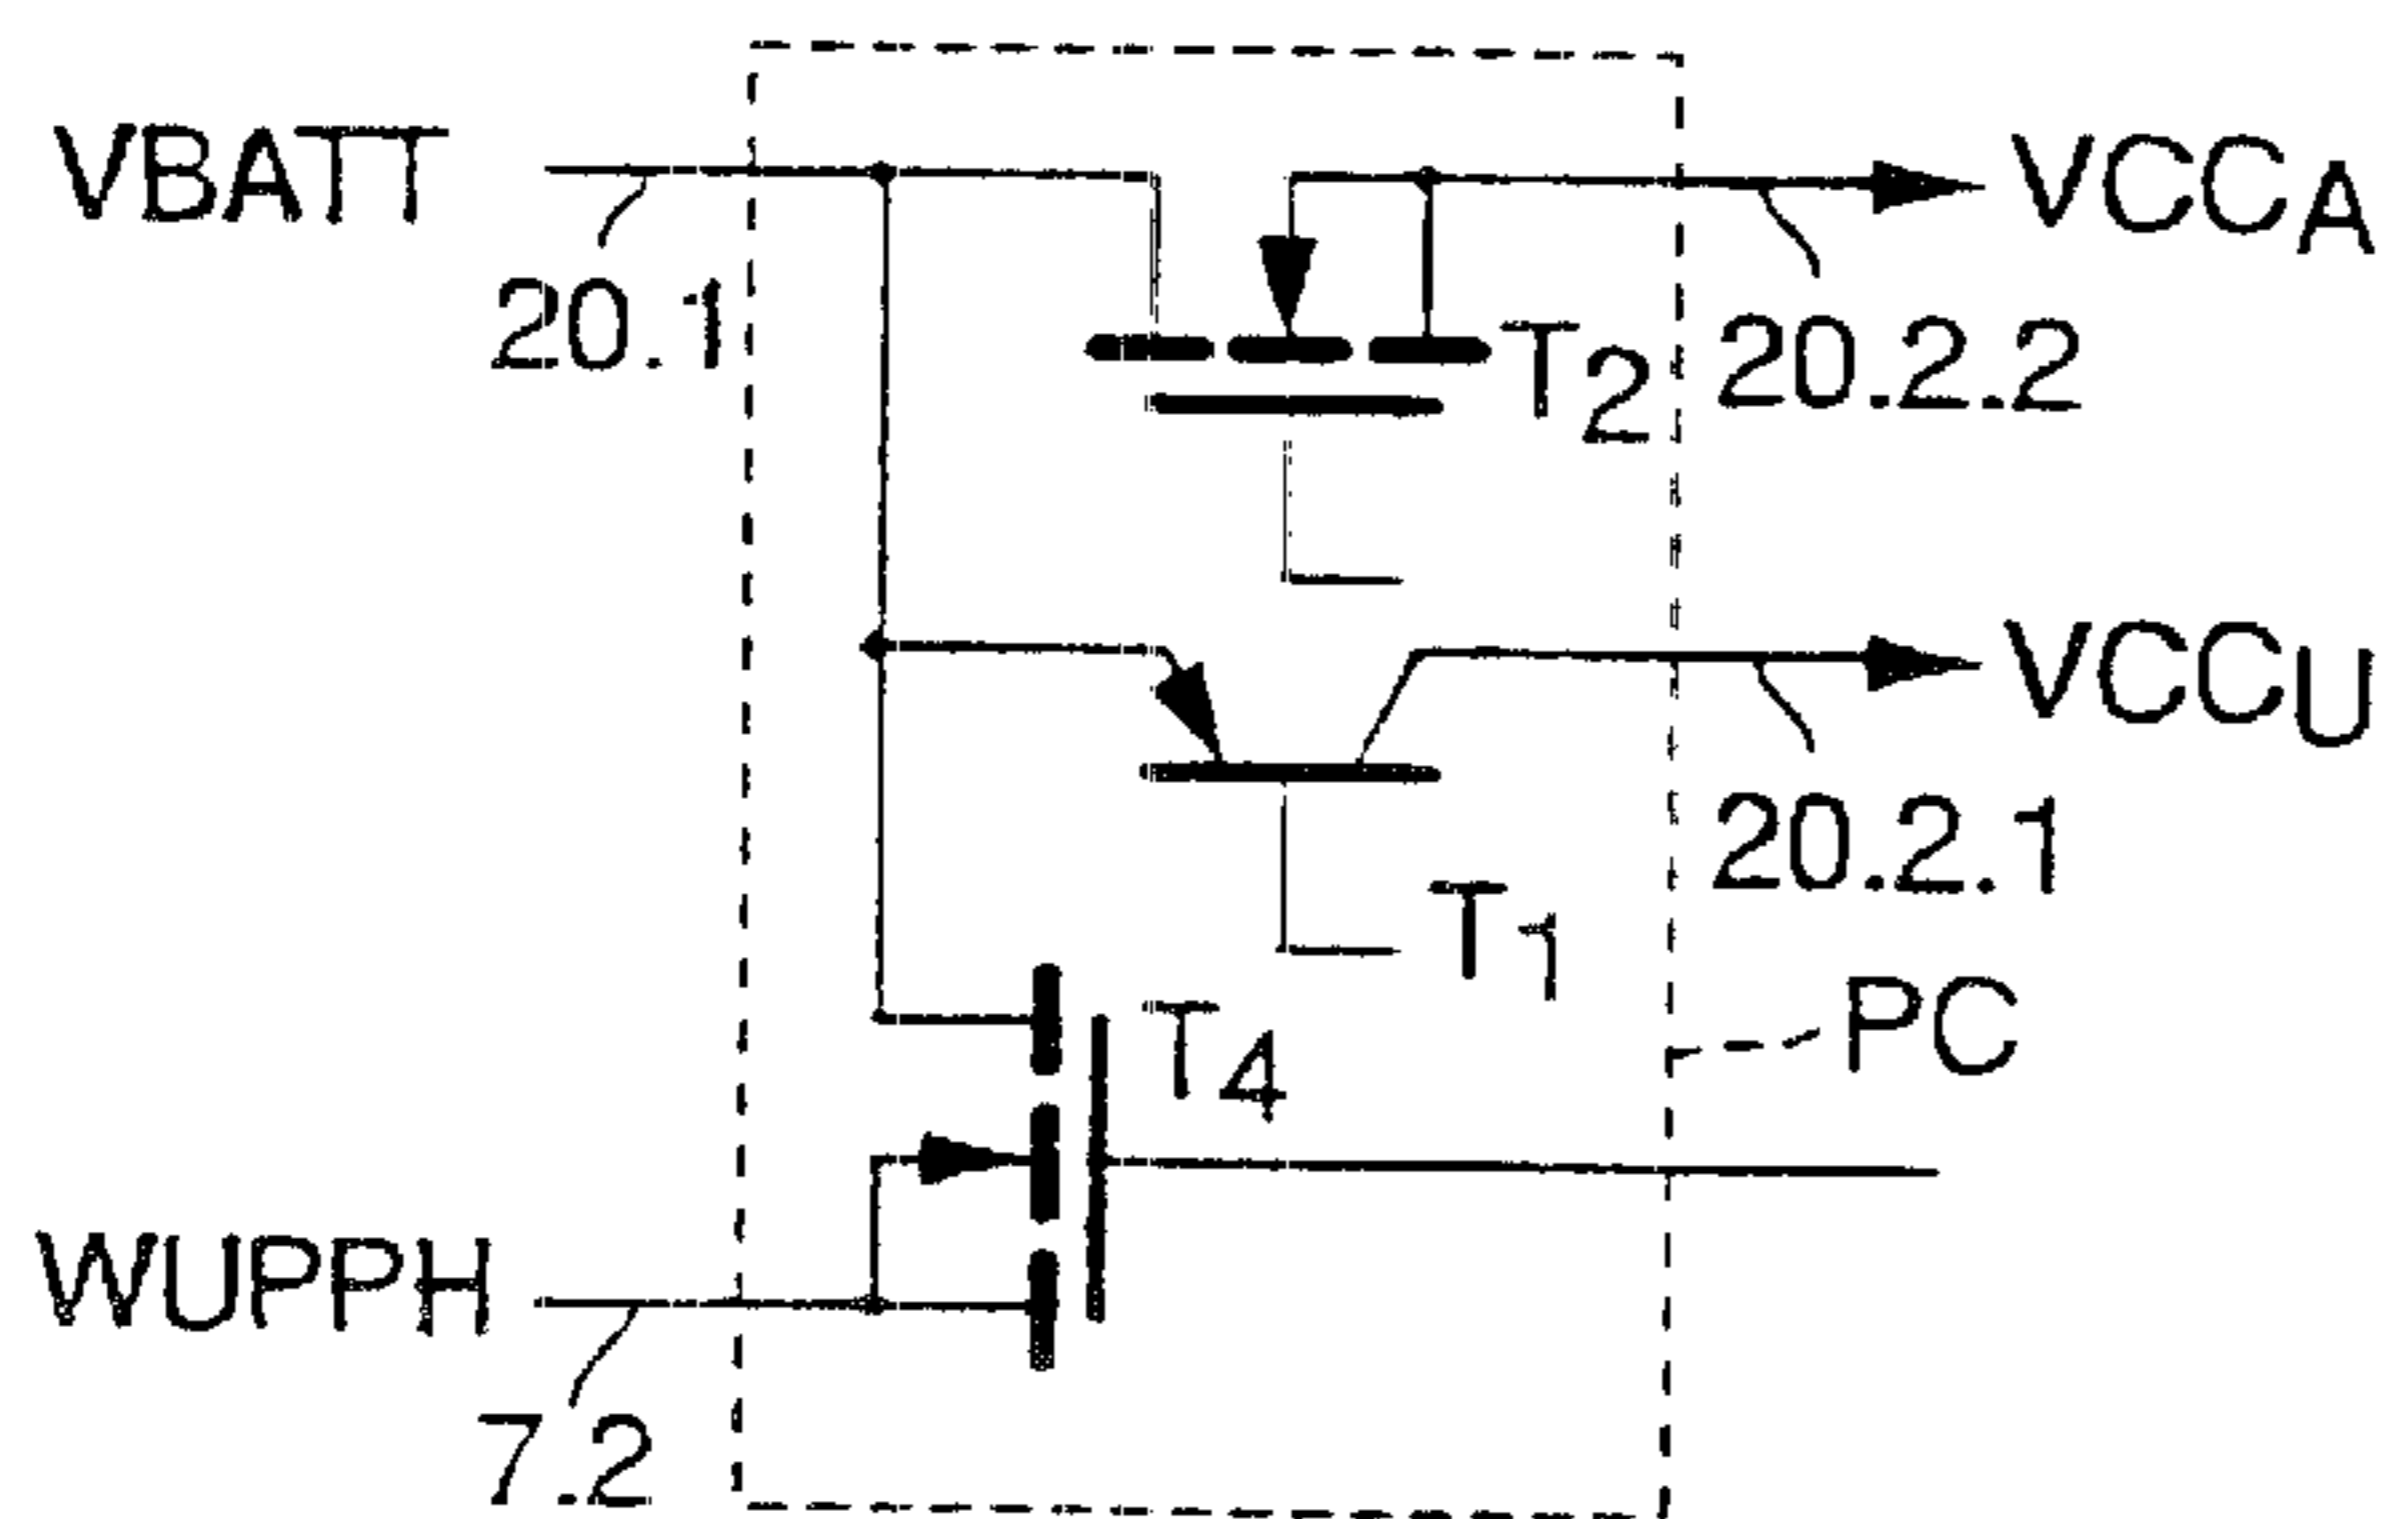 VBATT
VCCA
20.1
T2
20.2.2
VCCU
20.2.1
T1
PC
T4
WUPPH
7.2